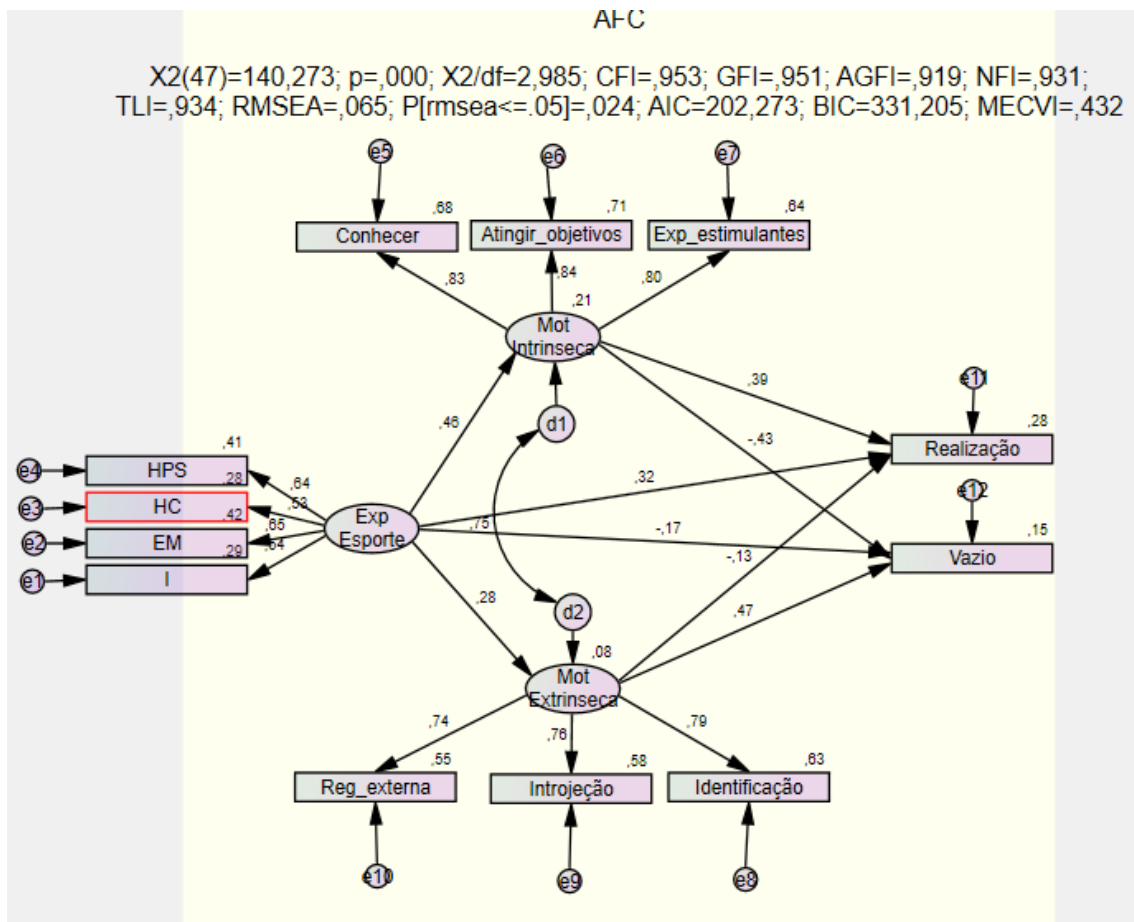 AFC
X2(47)=140,273; p=,000; X2/df=2,985; CFI=,953; GFI=,951; AGFI=,919; NFI=,931;
TLI=,934; RMSEA=,065; P[rmsea<=.05]=,024; AIC=202,273; BIC=331,205; MECVI=,432
e5
e6
e7
,68
,71
,64
Conhecer
Atingir_objetivos
Exp_estimulantes
,83
,84
,80
,21
Mot
Intrinseca
e11
,39
,28
Realização
d1
,46
-,43
,41
e4
HPS
,64
,28
e3
HC
,53
,42
e2
EM
,65
,29
e1
I
,54
Exp
Esporte
,32
,75
-,17
-,13
e12
,15
Vazio
,28
,47
d2
,08
Mot
Extrinseca
,74
,76
,79
,55
,58
,63
Reg_externa
Introjeção
Identificação
e10
e9
e8